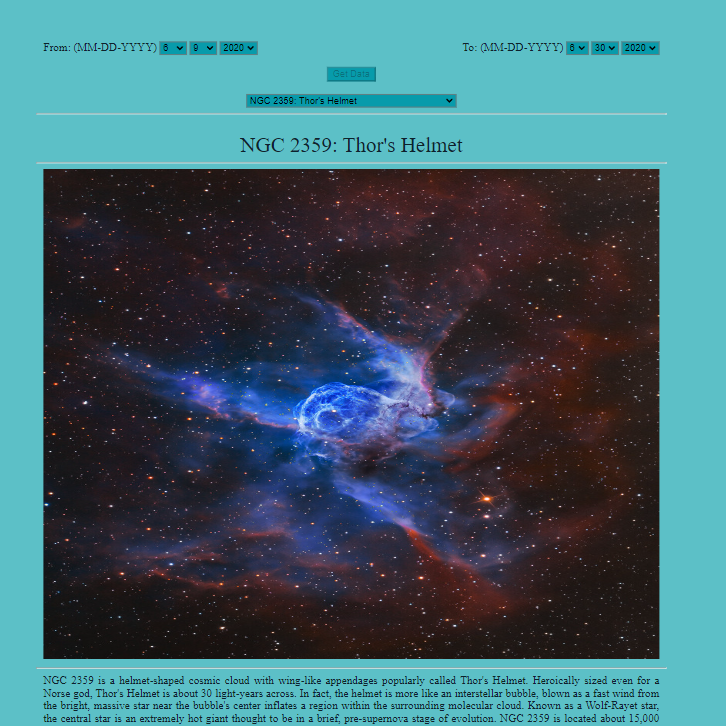 From: (MM-DD-YYYY) 6 9 2020 To: (MM-DD-YYYY) 6 30 2020
Get Data
NGC 2359: Thor's Helmet
NGC 2359: Thor's Helmet
NGC 2359 is a helmet-shaped cosmic cloud with wing-like appendages popularly called Thor's Helmet. Heroically sized even for a
Norse god, Thor's Helmet is about 30 light-years across. In fact, the helmet is more like an interstellar bubble, blown as a fast wind from
the bright, massive star near the bubble's center inflates a region within the surrounding molecular cloud. Known as a Wolf-Rayet star,
the central star is an extremely hot giant thought to be in a brief, pre-supernova stage of evolution. NGC 2359 is located about 15,000